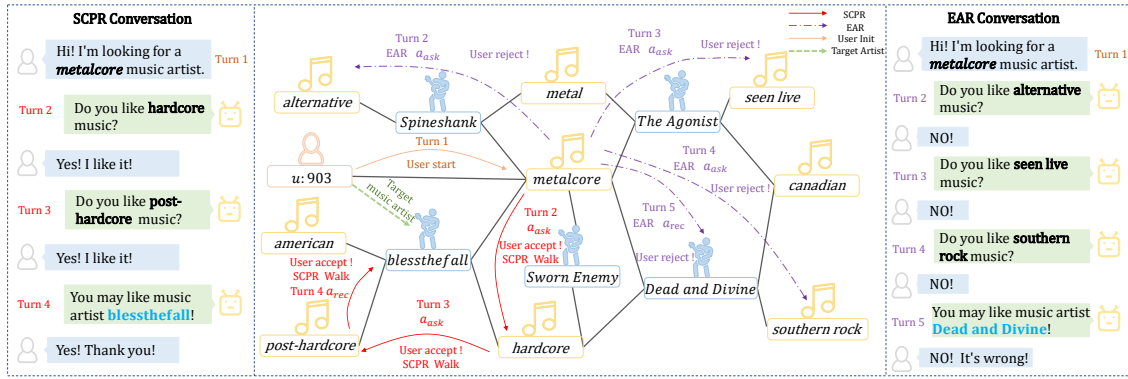 SCPR Conversation
Hi! I'm looking for a
metalcore music artist.
Turn 1
Turn 2
Do you like hardcore
music?
Yes! I like it!
Turn 3
Do you like post-
hardcore music?
Yes! I like it!
Turn 4
You may like music
artist blessthefall!
Yes! Thank you!
SCPR
EAR
User Init
Target Artist
Turn 2
EAR a_ask
User reject !
Turn 3
EAR a_ask
User reject !
alternative
metal
seen live
Spineshank
The Agonist
Turn 1
User start
Turn 4
EAR a_ask
User reject !
u: 903
metalcore
canadian
Target
music artist
Turn 2
a_ask
User accept !
SCPR Walk
Turn 5
EAR a_rec
User reject !
american
blessthefall
Sworn Enemy
Dead and Divine
User accept !
SCPR Walk
Turn 4 a_rec
Turn 3
a_ask
User accept !
SCPR Walk
post-hardcore
hardcore
southern rock
EAR Conversation
Hi! I'm looking for a
metalcore music artist.
Turn 1
Turn 2
Do you like alternative
music?
NO!
Turn 3
Do you like seen live
music?
NO!
Turn 4
Do you like southern
rock music?
NO!
Turn 5
You may like music artist
Dead and Divine!
NO! It's wrong!